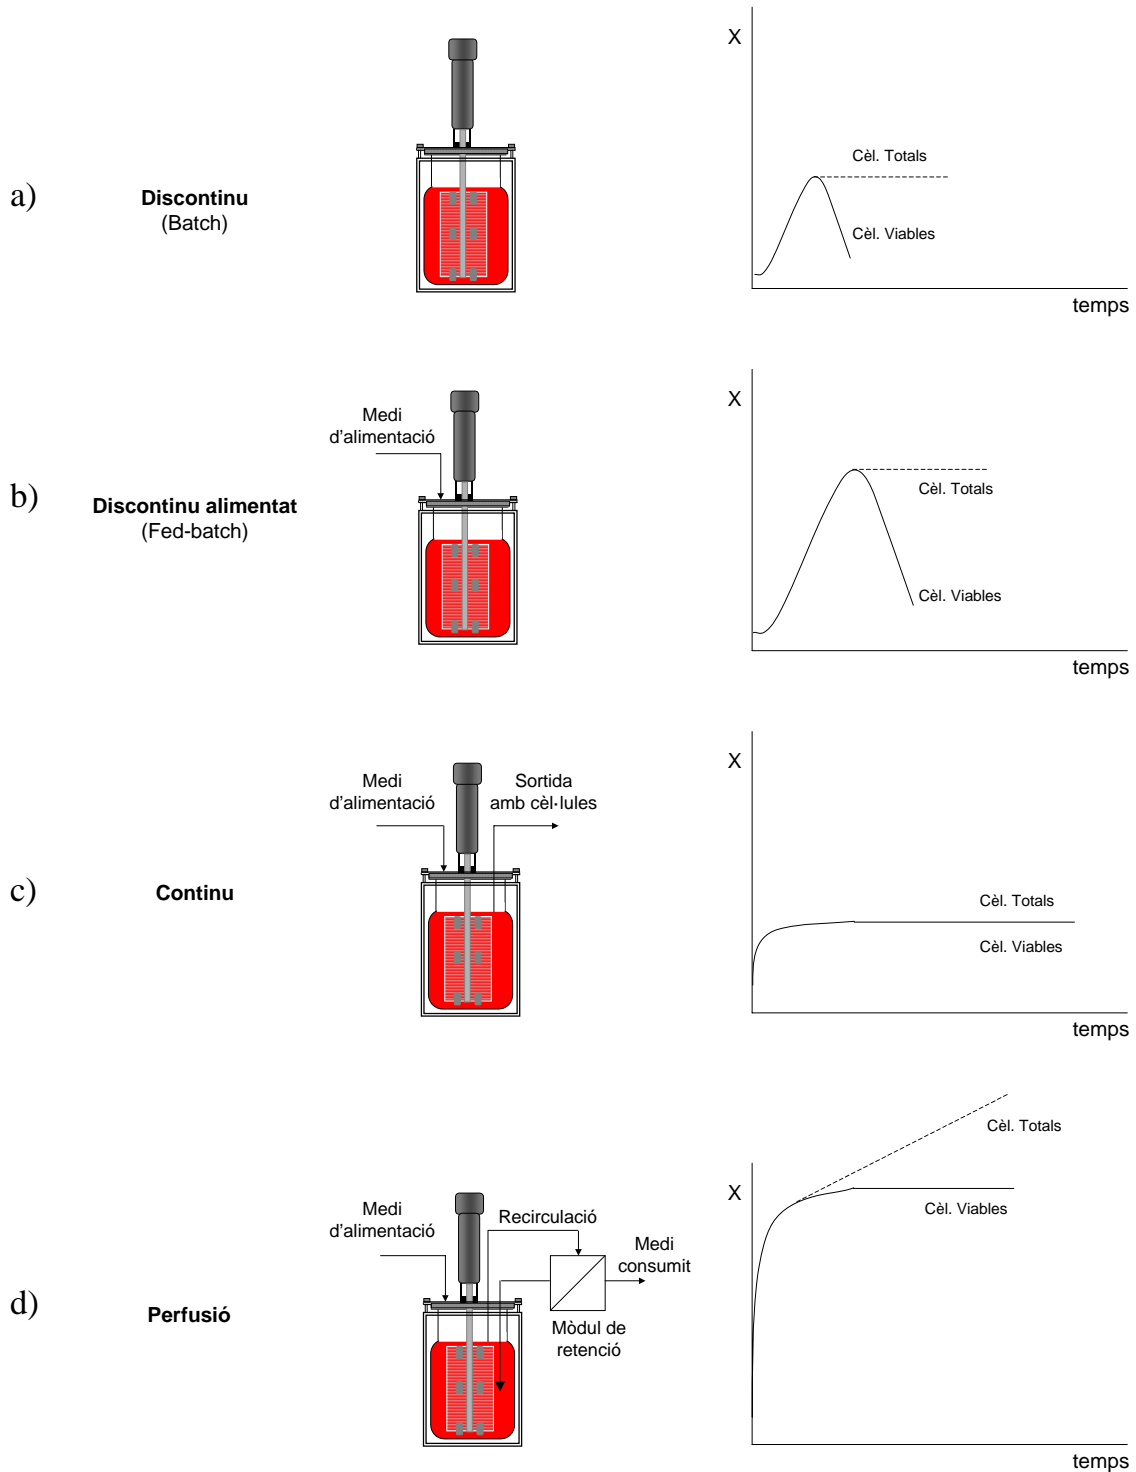 a)
Discontinu
(Batch)
X
Cèl. Totals
Cèl. Viables
temps
b)
Discontinu alimentat
(Fed-batch)
Medi
d'alimentació
X
Cèl. Totals
Cèl. Viables
temps
c)
Continu
Medi
d'alimentació
Sortida
amb cèl·lules
X
Cèl. Totals
Cèl. Viables
temps
d)
Perfusió
Medi
d'alimentació
Recirculació
Medi
consumit
Mòdul de
retenció
X
Cèl. Totals
Cèl. Viables
temps